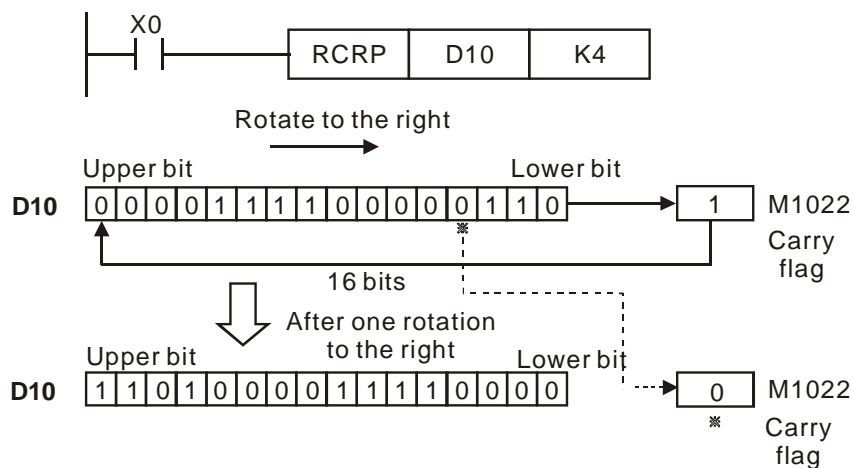 X0
RCRP D10 K4
Rotate to the right
Upper bit Lower bit
D10 0 0 0 0 1 1 1 1 0 0 0 0 0 1 1 0 1 M1022
※
Carry
flag
16 bits
After one rotation
to the right
Upper bit Lower bit
D10 1 1 0 1 0 0 0 0 1 1 1 1 0 0 0 0 0 M1022
※ Carry
flag